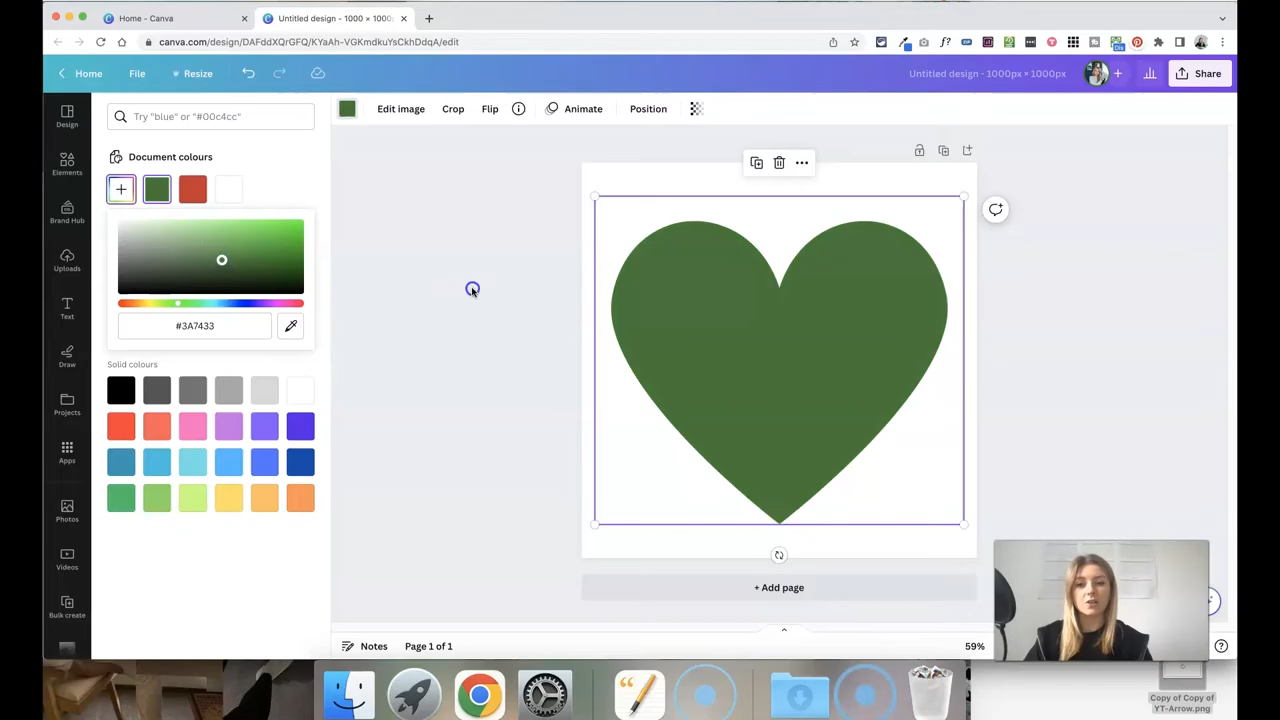 Home - Canva
Untitled design - 1000 × 1000
canva.com/design/DAFddXQrGFQ/KYaAh-VGKmdkuYsCkhDdqA/edit
Home File Resize Untitled design - 1000px × 1000px Share
Try "blue" or "#00c4cc"
Edit image Crop Flip Animate Position
Document colours
#3A7433
Solid colours
Design
Elements
Brand Hub
Uploads
Text
Draw
Projects
Apps
Photos
Videos
Bulk create
+ Add page
Notes Page 1 of 1 59%
Copy of Copy of
YT-Arrow.png